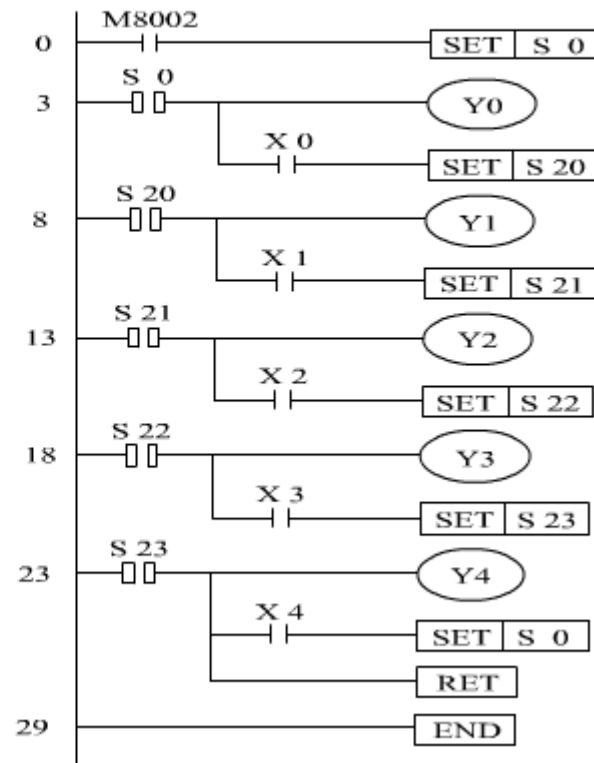 M8002
0 SET S 0
S 0
3 Y0
X 0
SET S 20
S 20
8 Y1
X 1
SET S 21
S 21
13 Y2
X 2
SET S 22
S 22
18 Y3
X 3
SET S 23
S 23
23 Y4
X 4
SET S 0
RET
29 END